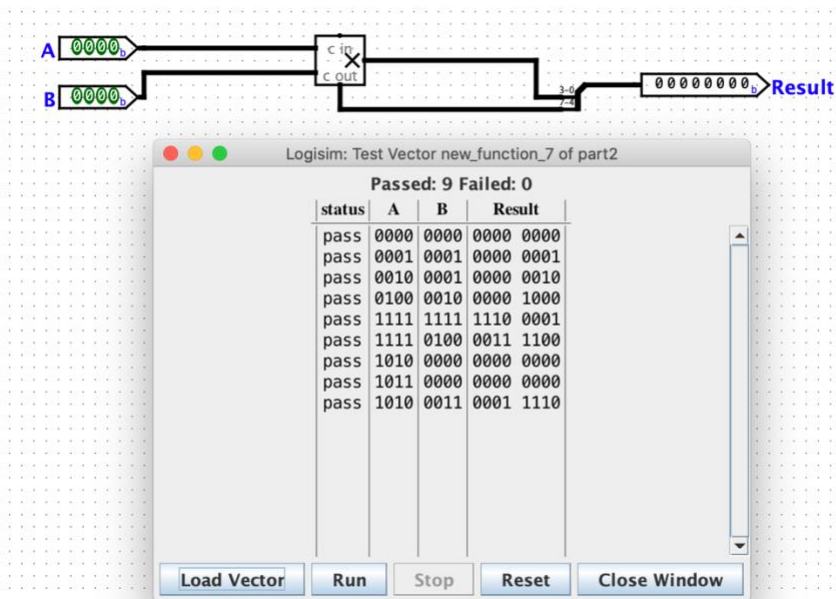 A 0000b
B 0000b
c in
c out
3-0
7-4
00000000b Result
Logisim: Test Vector new_function_7 of part2
Passed: 9 Failed: 0
status A B Result
pass 0000 0000 0000 0000
pass 0001 0001 0000 0001
pass 0010 0001 0000 0010
pass 0100 0010 0000 1000
pass 1111 1111 1110 0001
pass 1111 0100 0011 1100
pass 1010 0000 0000 0000
pass 1011 0000 0000 0000
pass 1010 0011 0001 1110
Load Vector Run Stop Reset Close Window